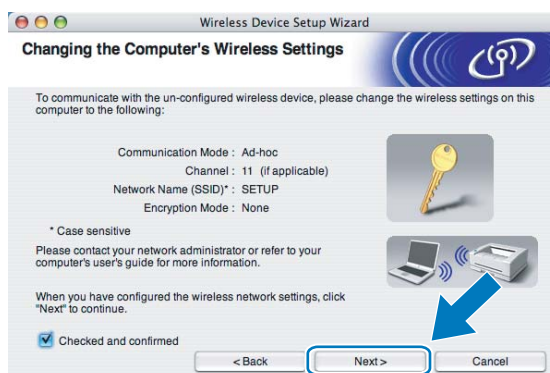 Wireless Device Setup Wizard
Changing the Computer's Wireless Settings
To communicate with the un-configured wireless device, please change the wireless settings on this
computer to the following:
Communication Mode : Ad-hoc
Channel : 11 (if applicable)
Network Name (SSID)* : SETUP
Encryption Mode : None
* Case sensitive
Please contact your network administrator or refer to your
computer's user's guide for more information.
When you have configured the wireless network settings, click
"Next" to continue.
Checked and confirmed
< Back
Next >
Cancel